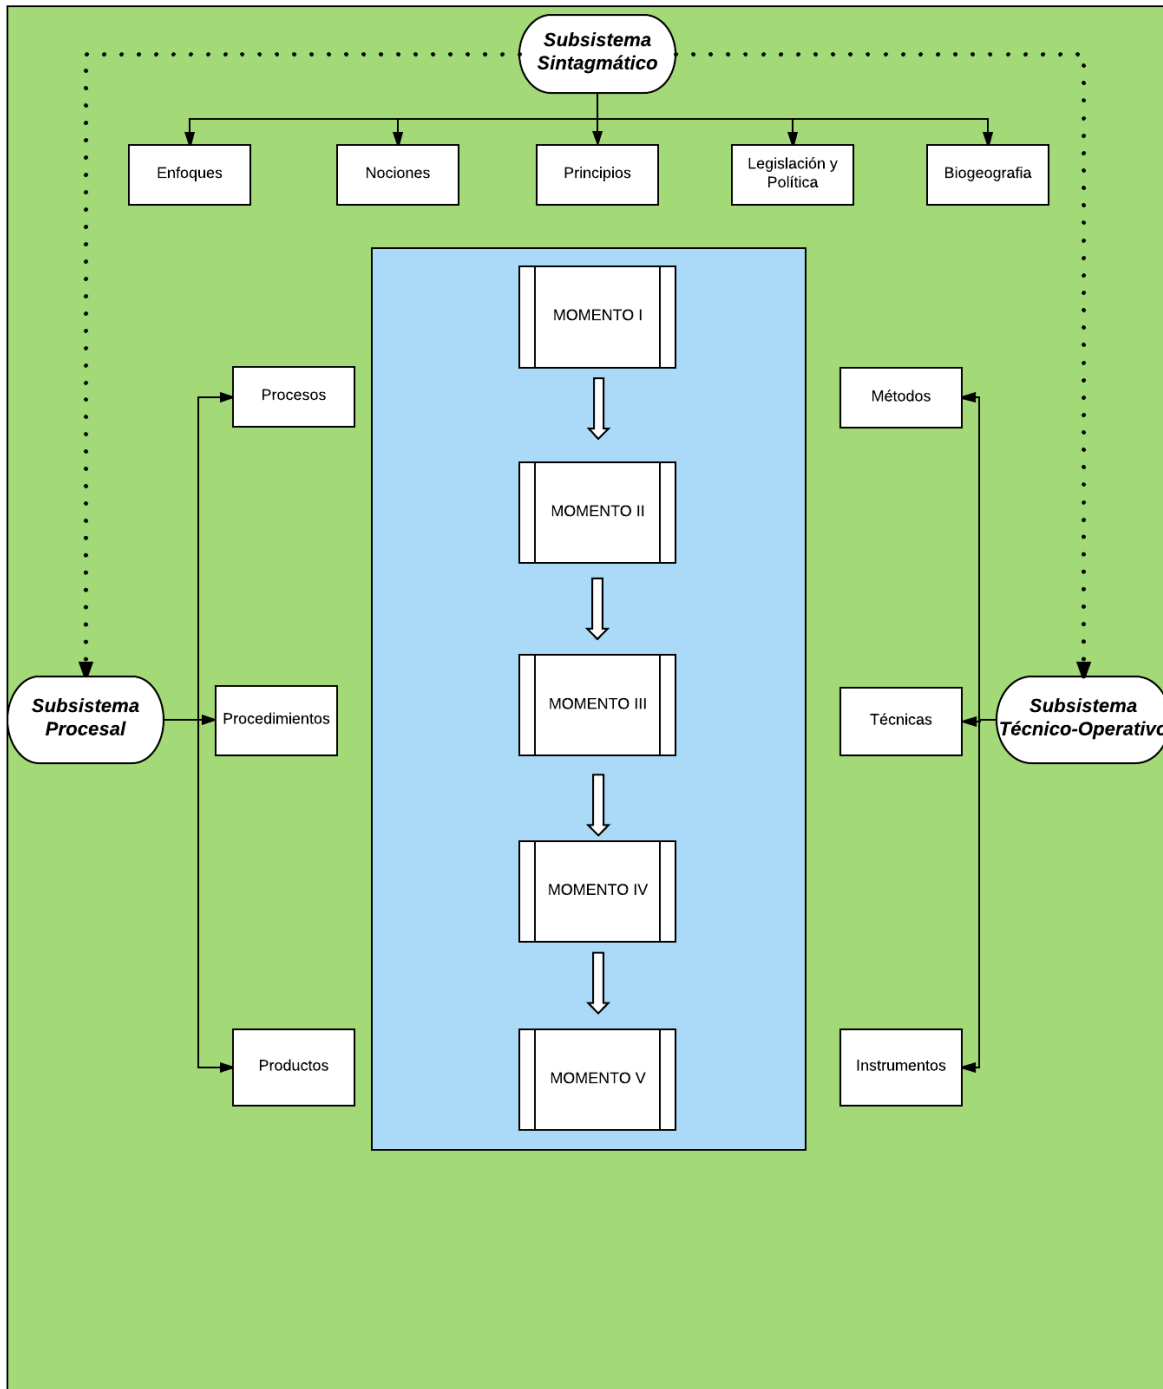 Subsistema
Sintagmático
Enfoques
Nociones
Principios
Legislación y
Política
Biogeografia
MOMENTO I
Procesos
Métodos
MOMENTO II
Subsistema
Procesal
Procedimientos
MOMENTO III
Técnicas
Subsistema
Técnico-Operativo
MOMENTO IV
Productos
MOMENTO V
Instrumentos